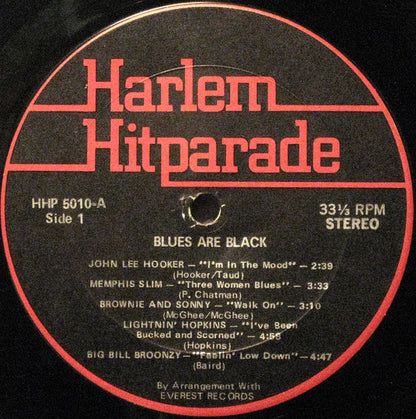 Harlem
Hitparade
HHP 5010-A
Side 1
33⅓ RPM
STEREO
BLUES ARE BLACK
JOHN LEE HOOKER — "I'm In The Mood" — 2:39
(Hooker/Taud)
MEMPHIS SLIM — "Three Women Blues" — 3:33
(P. Chatman)
BROWNIE AND SONNY — "Walk On" — 3:10
(McGhee/McGhee)
LIGHTNIN' HOPKINS — "I've Been
Bucked and Scorned" — 4:58
(Hopkins)
BIG BILL BROONZY — "Feelin' Low Down" — 4:47
(Baird)
By Arrangement With
EVEREST RECORDS